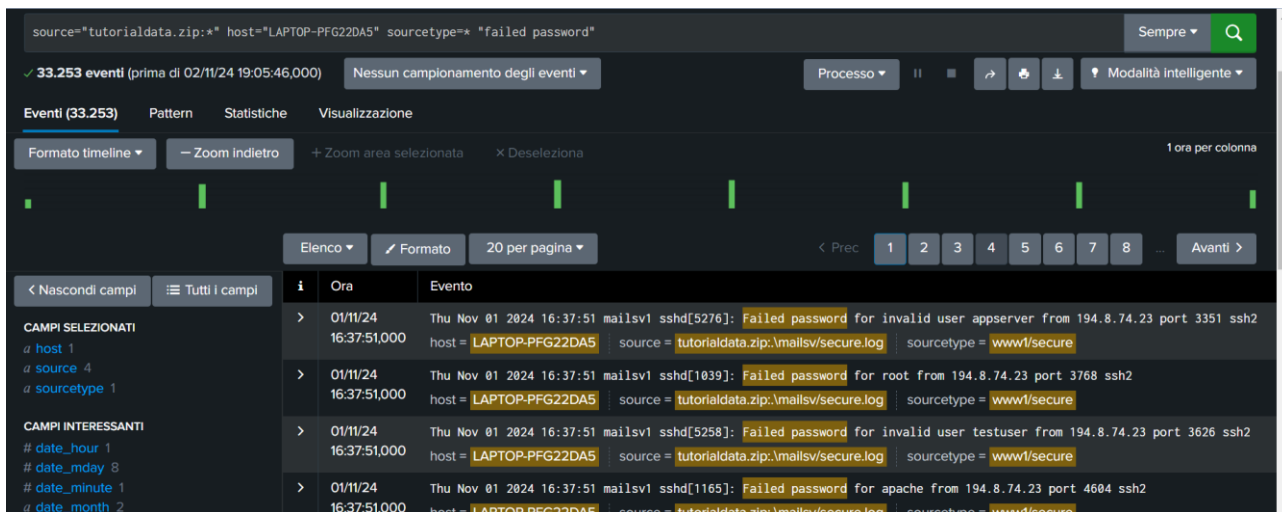 source="tutorialdata.zip:*" host="LAPTOP-PFG22DA5" sourcetype=* "failed password"
Sempre
33.253 eventi (prima di 02/11/24 19:05:46,000)
Nessun campionamento degli eventi
Processo
Modalità intelligente
Eventi (33.253) Pattern Statistiche Visualizzazione
Formato timeline — Zoom indietro + Zoom area selezionata × Deseleziona
1 ora per colonna
Elenco Formato 20 per pagina
< Prec 1 2 3 4 5 6 7 8 ... Avanti >
< Nascondi campi Tutti i campi
i Ora Evento
CAMPI SELEZIONATI
a host 1
a source 4
a sourcetype 1
CAMPI INTERESSANTI
# date_hour 1
# date_mday 8
# date_minute 1
a date_month 2
> 01/11/24 16:37:51,000
Thu Nov 01 2024 16:37:51 mailsv1 sshd[5276]: Failed password for invalid user appserver from 194.8.74.23 port 3351 ssh2
host = LAPTOP-PFG22DA5 source = tutorialdata.zip:.\mailsv/secure.log sourcetype = www1/secure
> 01/11/24 16:37:51,000
Thu Nov 01 2024 16:37:51 mailsv1 sshd[1039]: Failed password for root from 194.8.74.23 port 3768 ssh2
host = LAPTOP-PFG22DA5 source = tutorialdata.zip:.\mailsv/secure.log sourcetype = www1/secure
> 01/11/24 16:37:51,000
Thu Nov 01 2024 16:37:51 mailsv1 sshd[5258]: Failed password for invalid user testuser from 194.8.74.23 port 3626 ssh2
host = LAPTOP-PFG22DA5 source = tutorialdata.zip:.\mailsv/secure.log sourcetype = www1/secure
> 01/11/24 16:37:51,000
Thu Nov 01 2024 16:37:51 mailsv1 sshd[1165]: Failed password for apache from 194.8.74.23 port 4604 ssh2
host = LAPTOP-PFG22DA5 source = tutorialdata.zip:.\mailsv/secure.log sourcetype = www1/secure